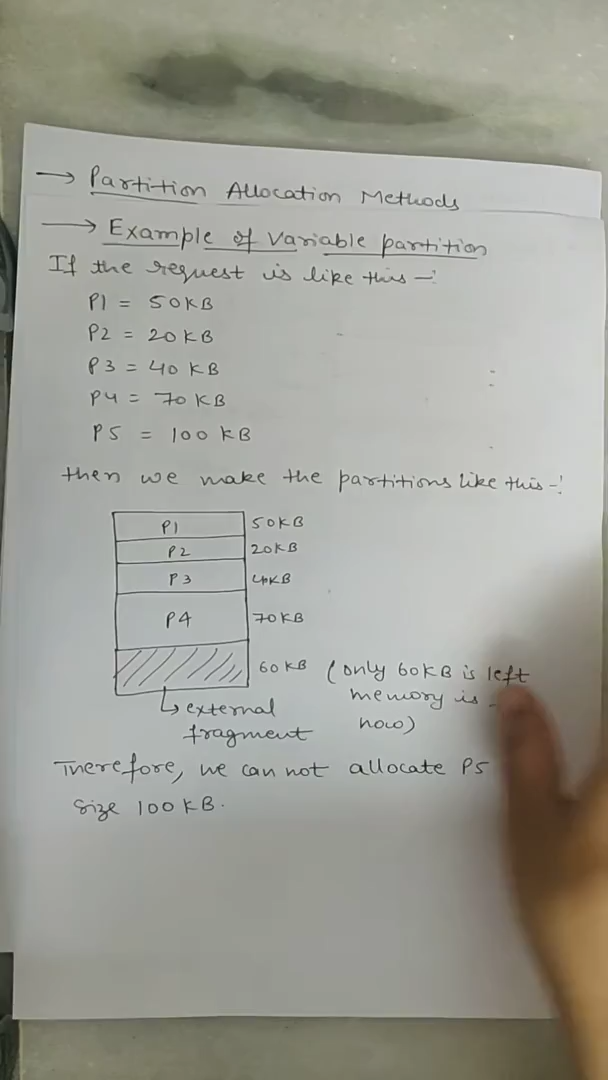 → Partition Allocation Methods
→ Example of Variable partition
If the request is like this -:
P1 = 50KB
P2 = 20KB
P3 = 40 KB
P4 = 70 KB
P5 = 100 KB
then we make the partitions like this -:
P1 50KB
P2 20KB
P3 40KB
P4 70KB
60 KB (only 60KB is left
memory is
now)
↳ external
fragment
Therefore, we can not allocate P5
size 100 KB.